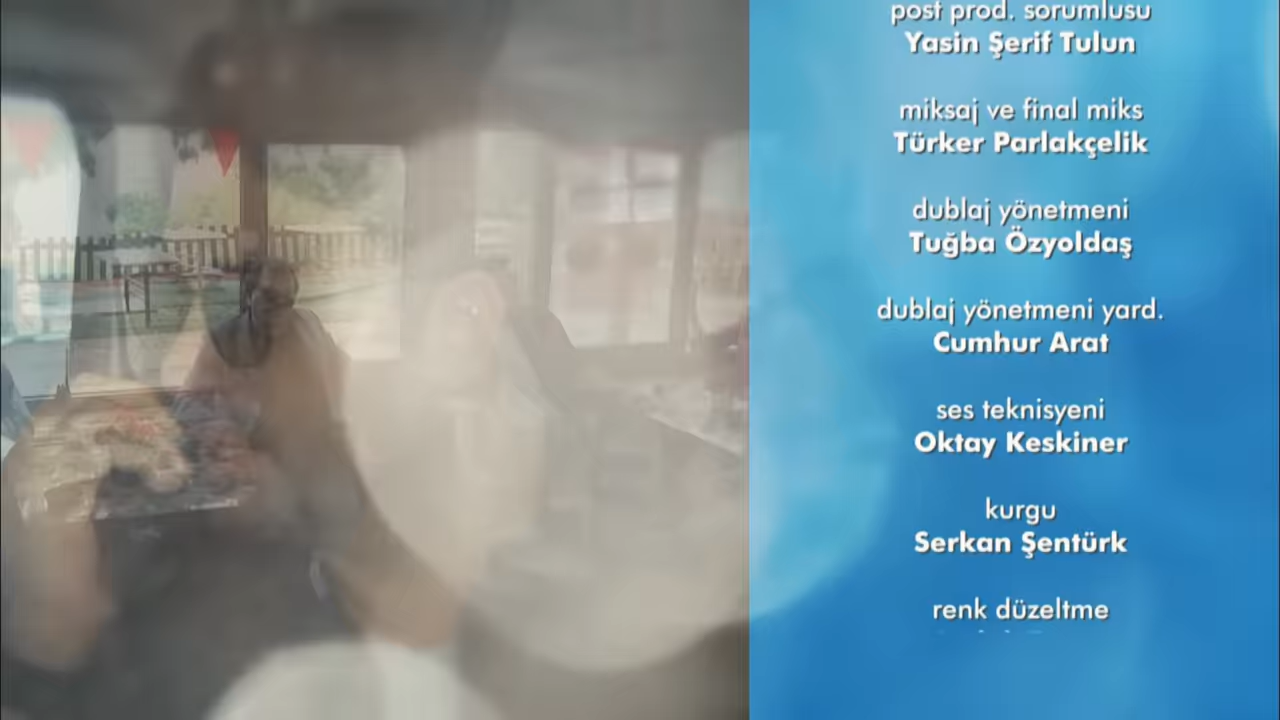 post prod. sorumlusu
Yasin Şerif Tulun
miksaj ve final miks
Türker Parlakçelik
dublaj yönetmeni
Tuğba Özyoldaş
dublaj yönetmeni yard.
Cumhur Arat
ses teknisyeni
Oktay Keskiner
kurgu
Serkan Şentürk
renk düzeltme